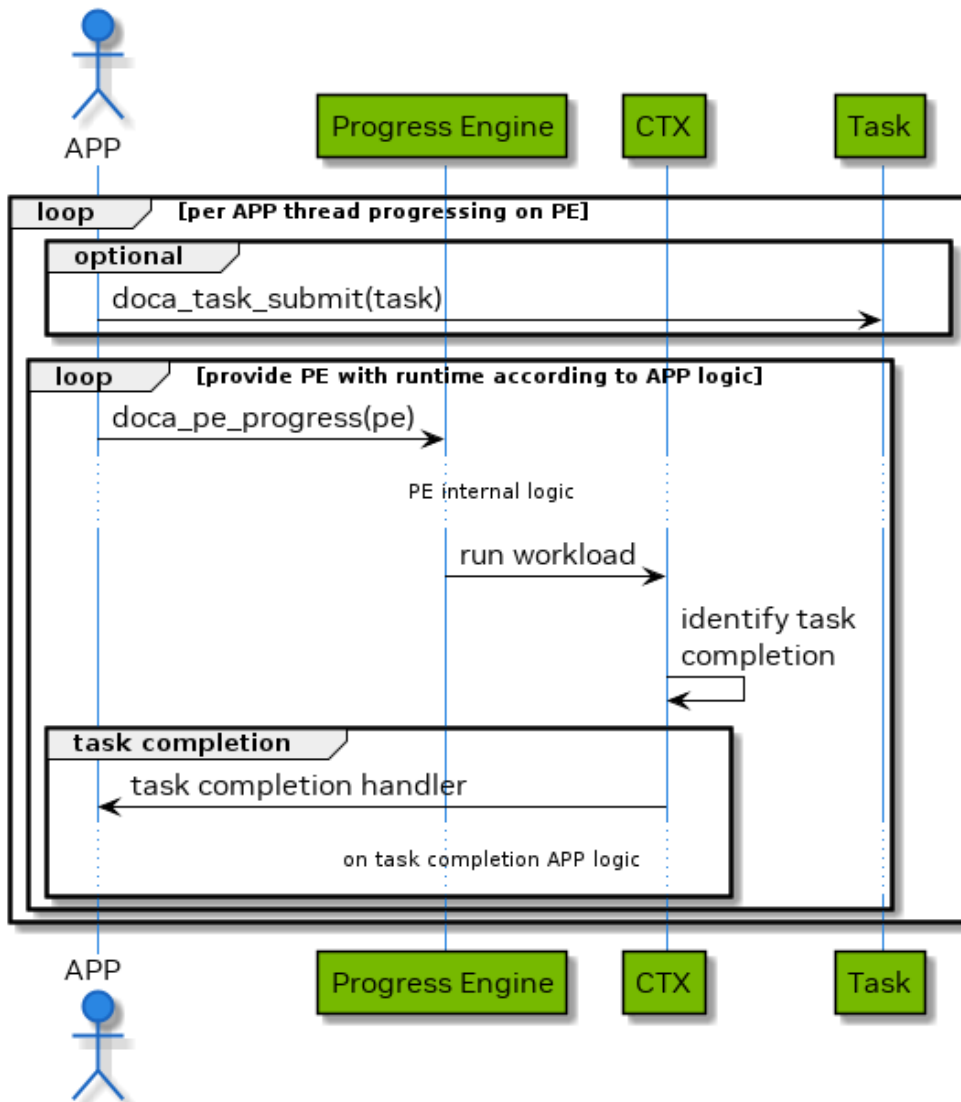 APP
Progress Engine
CTX
Task
loop
[per APP thread progressing on PE]
optional
doca_task_submit(task)
loop
[provide PE with runtime according to APP logic]
doca_pe_progress(pe)
PE internal logic
run workload
identify task
completion
task completion
task completion handler
on task completion APP logic
APP
Progress Engine
CTX
Task